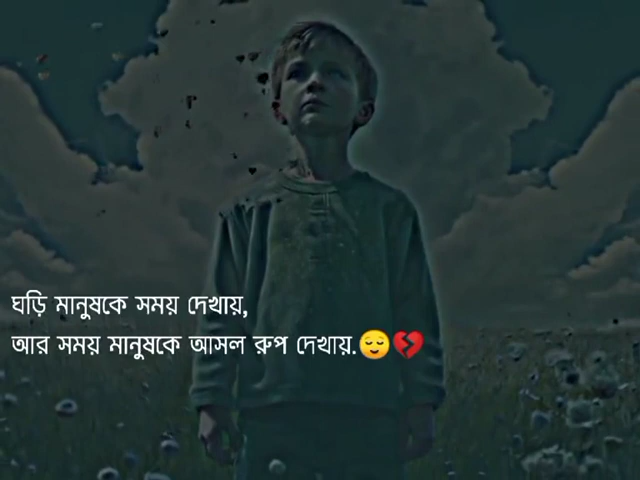 ঘড়ি মানুষকে সময় দেখায়,
আর সময় মানুষকে আসল রুপ দেখায়.😌💔